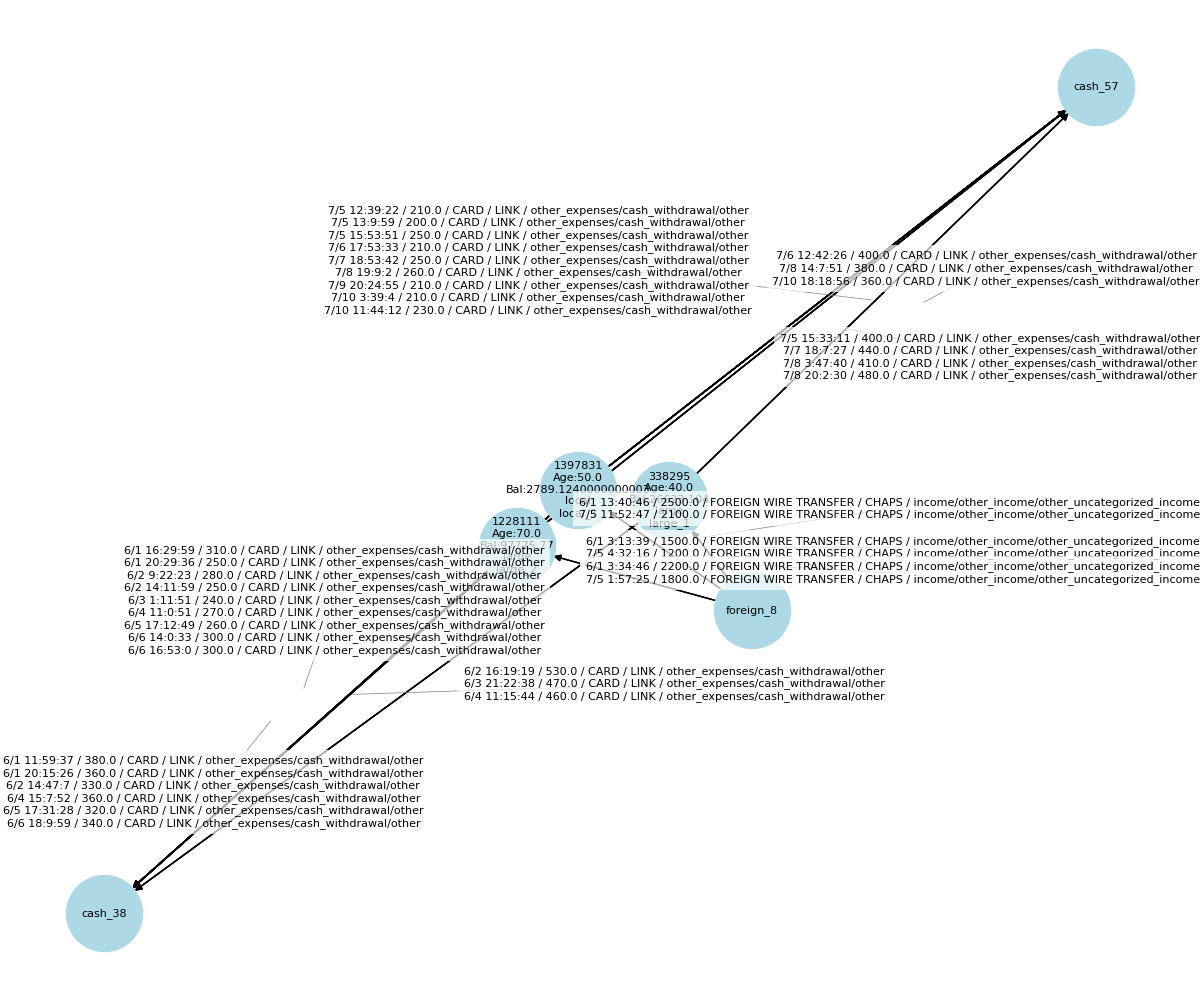 cash_57
7/5 12:39:22 / 210.0 / CARD / LINK / other_expenses/cash_withdrawal/other
7/5 13:9:59 / 200.0 / CARD / LINK / other_expenses/cash_withdrawal/other
7/5 15:53:51 / 250.0 / CARD / LINK / other_expenses/cash_withdrawal/other
7/6 17:53:33 / 210.0 / CARD / LINK / other_expenses/cash_withdrawal/other
7/7 18:53:42 / 250.0 / CARD / LINK / other_expenses/cash_withdrawal/other
7/8 19:9:2 / 260.0 / CARD / LINK / other_expenses/cash_withdrawal/other
7/9 20:24:55 / 210.0 / CARD / LINK / other_expenses/cash_withdrawal/other
7/10 3:39:4 / 210.0 / CARD / LINK / other_expenses/cash_withdrawal/other
7/10 11:44:12 / 230.0 / CARD / LINK / other_expenses/cash_withdrawal/other
7/6 12:42:26 / 400.0 / CARD / LINK / other_expenses/cash_withdrawal/other
7/8 14:7:51 / 380.0 / CARD / LINK / other_expenses/cash_withdrawal/other
7/10 18:18:56 / 360.0 / CARD / LINK / other_expenses/cash_withdrawal/other
7/5 15:33:11 / 400.0 / CARD / LINK / other_expenses/cash_withdrawal/other
7/7 18:7:27 / 440.0 / CARD / LINK / other_expenses/cash_withdrawal/other
7/8 3:47:40 / 410.0 / CARD / LINK / other_expenses/cash_withdrawal/other
7/8 20:2:30 / 480.0 / CARD / LINK / other_expenses/cash_withdrawal/other
1397831
Age:50.0
338295
Age:40.0
large_1
6/1 13:40:46 / 2500.0 / FOREIGN WIRE TRANSFER / CHAPS / income/other_income/other_uncategorized_income
7/5 11:52:47 / 2100.0 / FOREIGN WIRE TRANSFER / CHAPS / income/other_income/other_uncategorized_income
1228111
Age:70.0
Bal:97775.77
6/1 3:13:39 / 1500.0 / FOREIGN WIRE TRANSFER / CHAPS / income/other_income/other_uncategorized_income
7/5 4:32:16 / 1200.0 / FOREIGN WIRE TRANSFER / CHAPS / income/other_income/other_uncategorized_income
6/1 3:34:46 / 2200.0 / FOREIGN WIRE TRANSFER / CHAPS / income/other_income/other_uncategorized_income
7/5 1:57:25 / 1800.0 / FOREIGN WIRE TRANSFER / CHAPS / income/other_income/other_uncategorized_income
foreign_8
6/1 16:29:59 / 310.0 / CARD / LINK / other_expenses/cash_withdrawal/other
6/1 20:29:36 / 250.0 / CARD / LINK / other_expenses/cash_withdrawal/other
6/2 9:22:23 / 280.0 / CARD / LINK / other_expenses/cash_withdrawal/other
6/2 14:11:59 / 250.0 / CARD / LINK / other_expenses/cash_withdrawal/other
6/3 1:11:51 / 240.0 / CARD / LINK / other_expenses/cash_withdrawal/other
6/4 11:0:51 / 270.0 / CARD / LINK / other_expenses/cash_withdrawal/other
6/5 17:12:49 / 260.0 / CARD / LINK / other_expenses/cash_withdrawal/other
6/6 14:0:33 / 300.0 / CARD / LINK / other_expenses/cash_withdrawal/other
6/6 16:53:0 / 300.0 / CARD / LINK / other_expenses/cash_withdrawal/other
6/2 16:19:19 / 530.0 / CARD / LINK / other_expenses/cash_withdrawal/other
6/3 21:22:38 / 470.0 / CARD / LINK / other_expenses/cash_withdrawal/other
6/4 11:15:44 / 460.0 / CARD / LINK / other_expenses/cash_withdrawal/other
6/1 11:59:37 / 380.0 / CARD / LINK / other_expenses/cash_withdrawal/other
6/1 20:15:26 / 360.0 / CARD / LINK / other_expenses/cash_withdrawal/other
6/2 14:47:7 / 330.0 / CARD / LINK / other_expenses/cash_withdrawal/other
6/4 15:7:52 / 360.0 / CARD / LINK / other_expenses/cash_withdrawal/other
6/5 17:31:28 / 320.0 / CARD / LINK / other_expenses/cash_withdrawal/other
6/6 18:9:59 / 340.0 / CARD / LINK / other_expenses/cash_withdrawal/other
cash_38